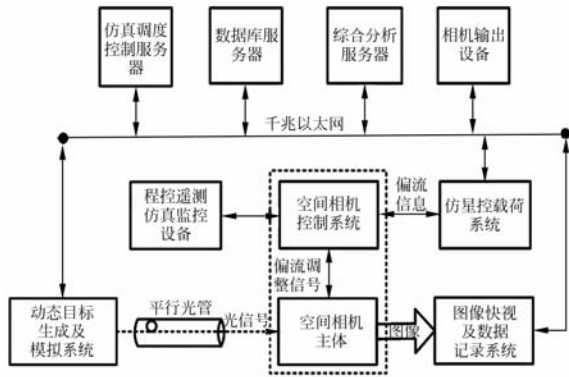 仿真调度
控制服务
器
数据库服
务器
综合分析
服务器
相机输出
设备
千兆以太网
程控遥测
仿真监控
设备
空间相机
控制系统
偏流
信息
仿星控载荷
系统
偏流调
整信号
动态目标
生成及
模拟系统
平行光管
光信号
空间相机
主体
图像
图像快视
及数据
记录系统